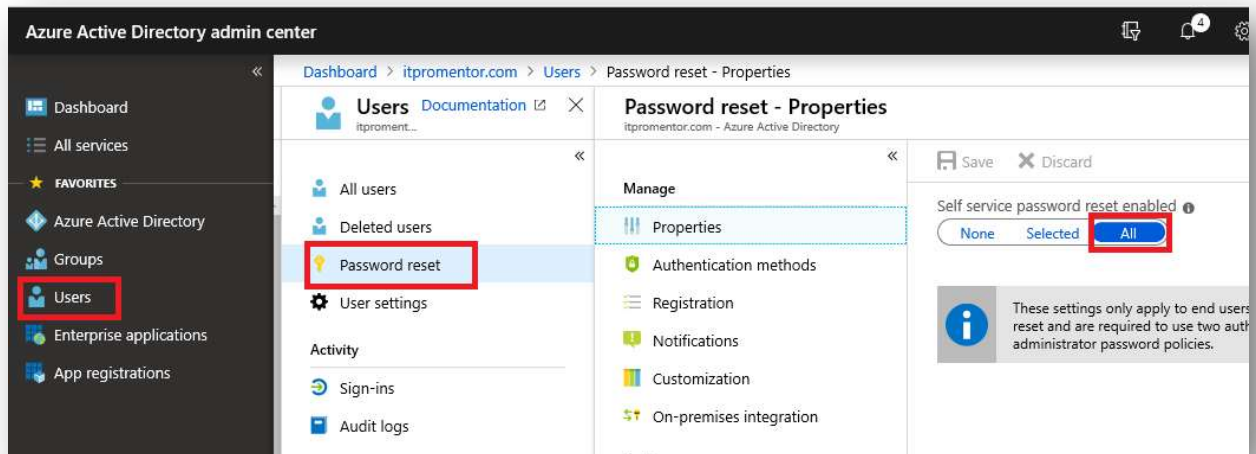 Azure Active Directory admin center
4
«
Dashboard > itpromentor.com > Users > Password reset - Properties
Dashboard
All services
FAVORITES
Azure Active Directory
Groups
Users
Enterprise applications
App registrations
Users Documentation
itproment...
«
All users
Deleted users
Password reset
User settings
Activity
Sign-ins
Audit logs
Password reset - Properties
itpromentor.com - Azure Active Directory
«
Manage
Properties
Authentication methods
Registration
Notifications
Customization
On-premises integration
Save Discard
Self service password reset enabled
None Selected All
These settings only apply to end users
reset and are required to use two
administrator password policies.